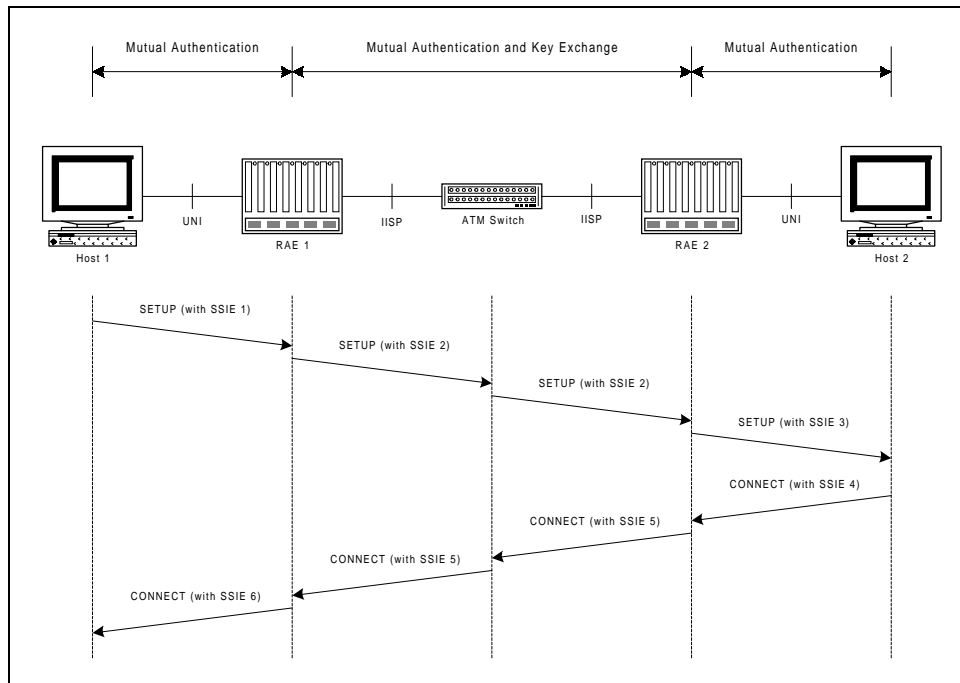 Mutual Authentication
Mutual Authentication and Key Exchange
Mutual Authentication
UNI
IISP
ATM Switch
IISP
UNI
Host 1
RAE 1
RAE 2
Host 2
SETUP (with SSIE 1)
SETUP (with SSIE 2)
SETUP (with SSIE 2)
SETUP (with SSIE 3)
CONNECT (with SSIE 4)
CONNECT (with SSIE 5)
CONNECT (with SSIE 5)
CONNECT (with SSIE 6)